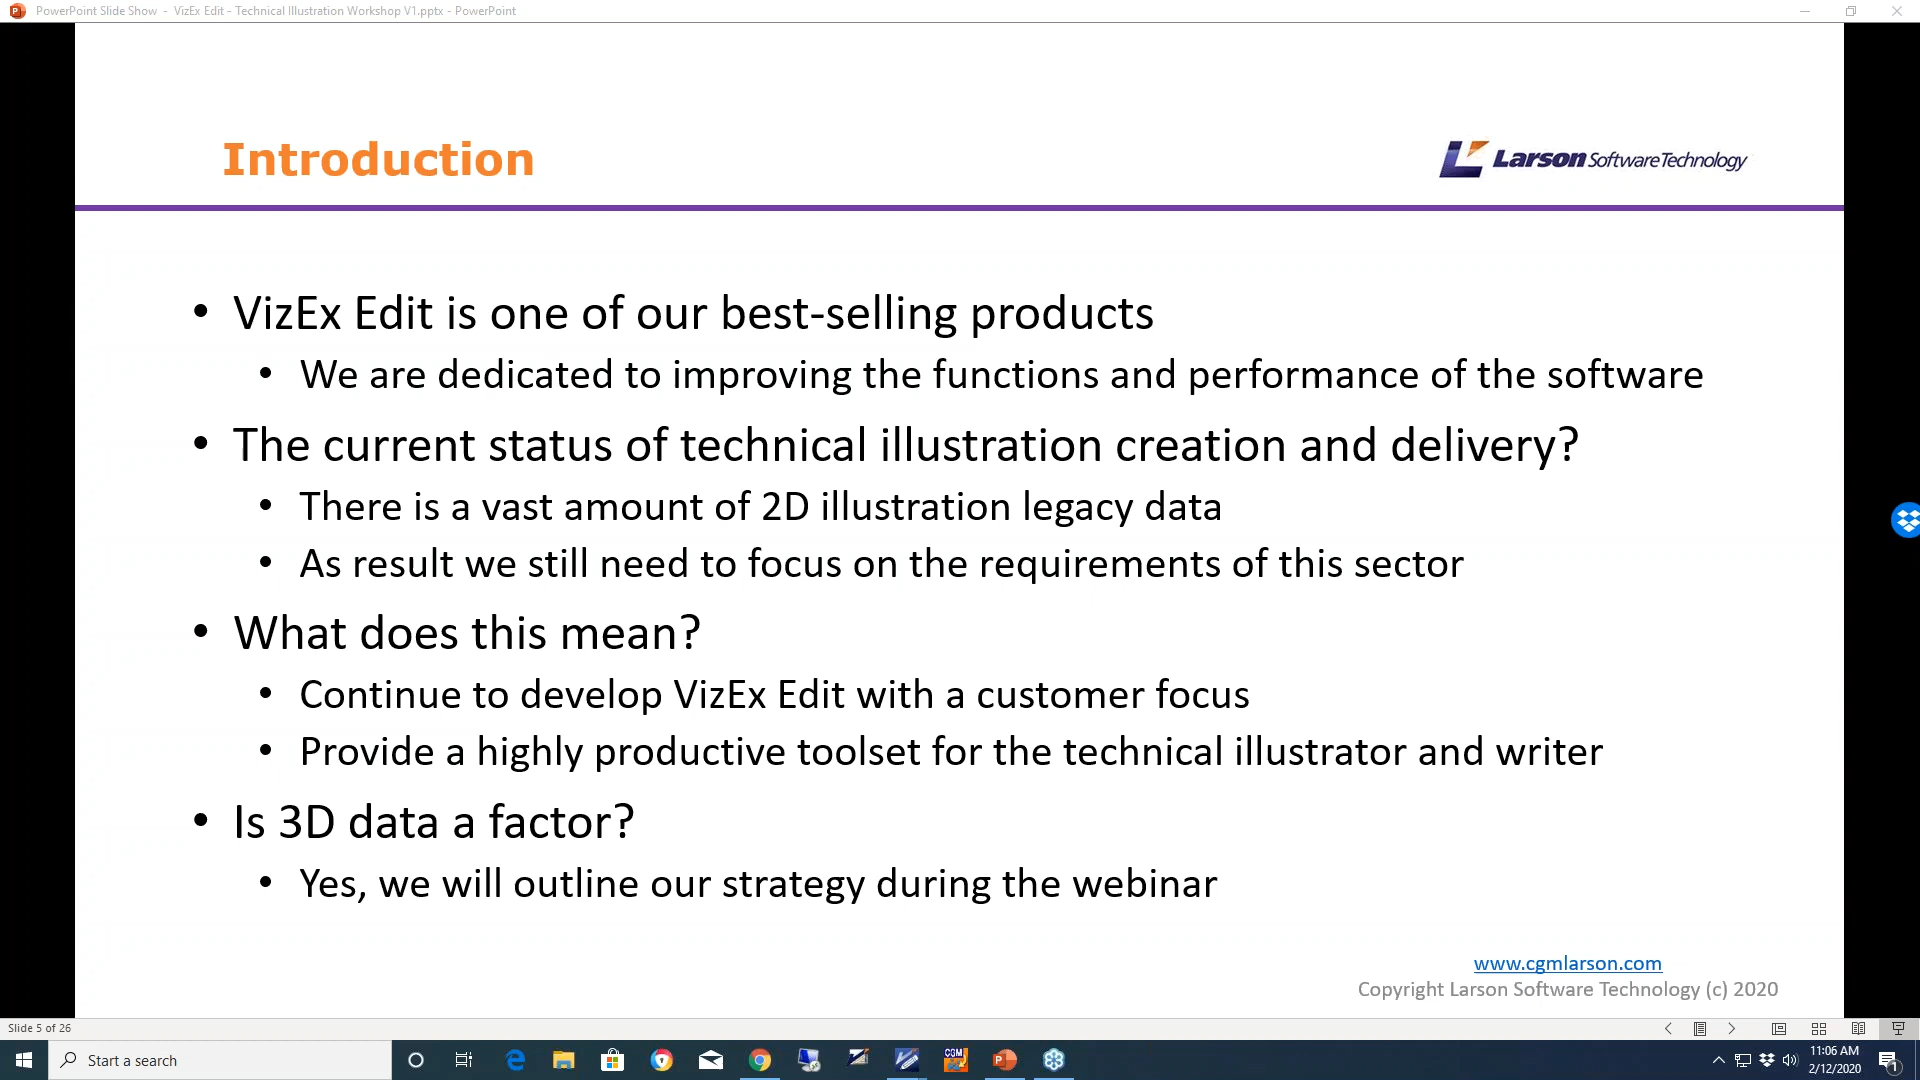 PowerPoint Slide Show - VizEx Edit - Technical Illustration Workshop V1.pptx - PowerPoint
Introduction
Larson Software Technology
• VizEx Edit is one of our best-selling products
• We are dedicated to improving the functions and performance of the software
• The current status of technical illustration creation and delivery?
• There is a vast amount of 2D illustration legacy data
• As result we still need to focus on the requirements of this sector
• What does this mean?
• Continue to develop VizEx Edit with a customer focus
• Provide a highly productive toolset for the technical illustrator and writer
• Is 3D data a factor?
• Yes, we will outline our strategy during the webinar
www.cgmlarson.com
Copyright Larson Software Technology (c) 2020
Slide 5 of 26
Start a search
CGM
11:06 AM
2/12/2020
1